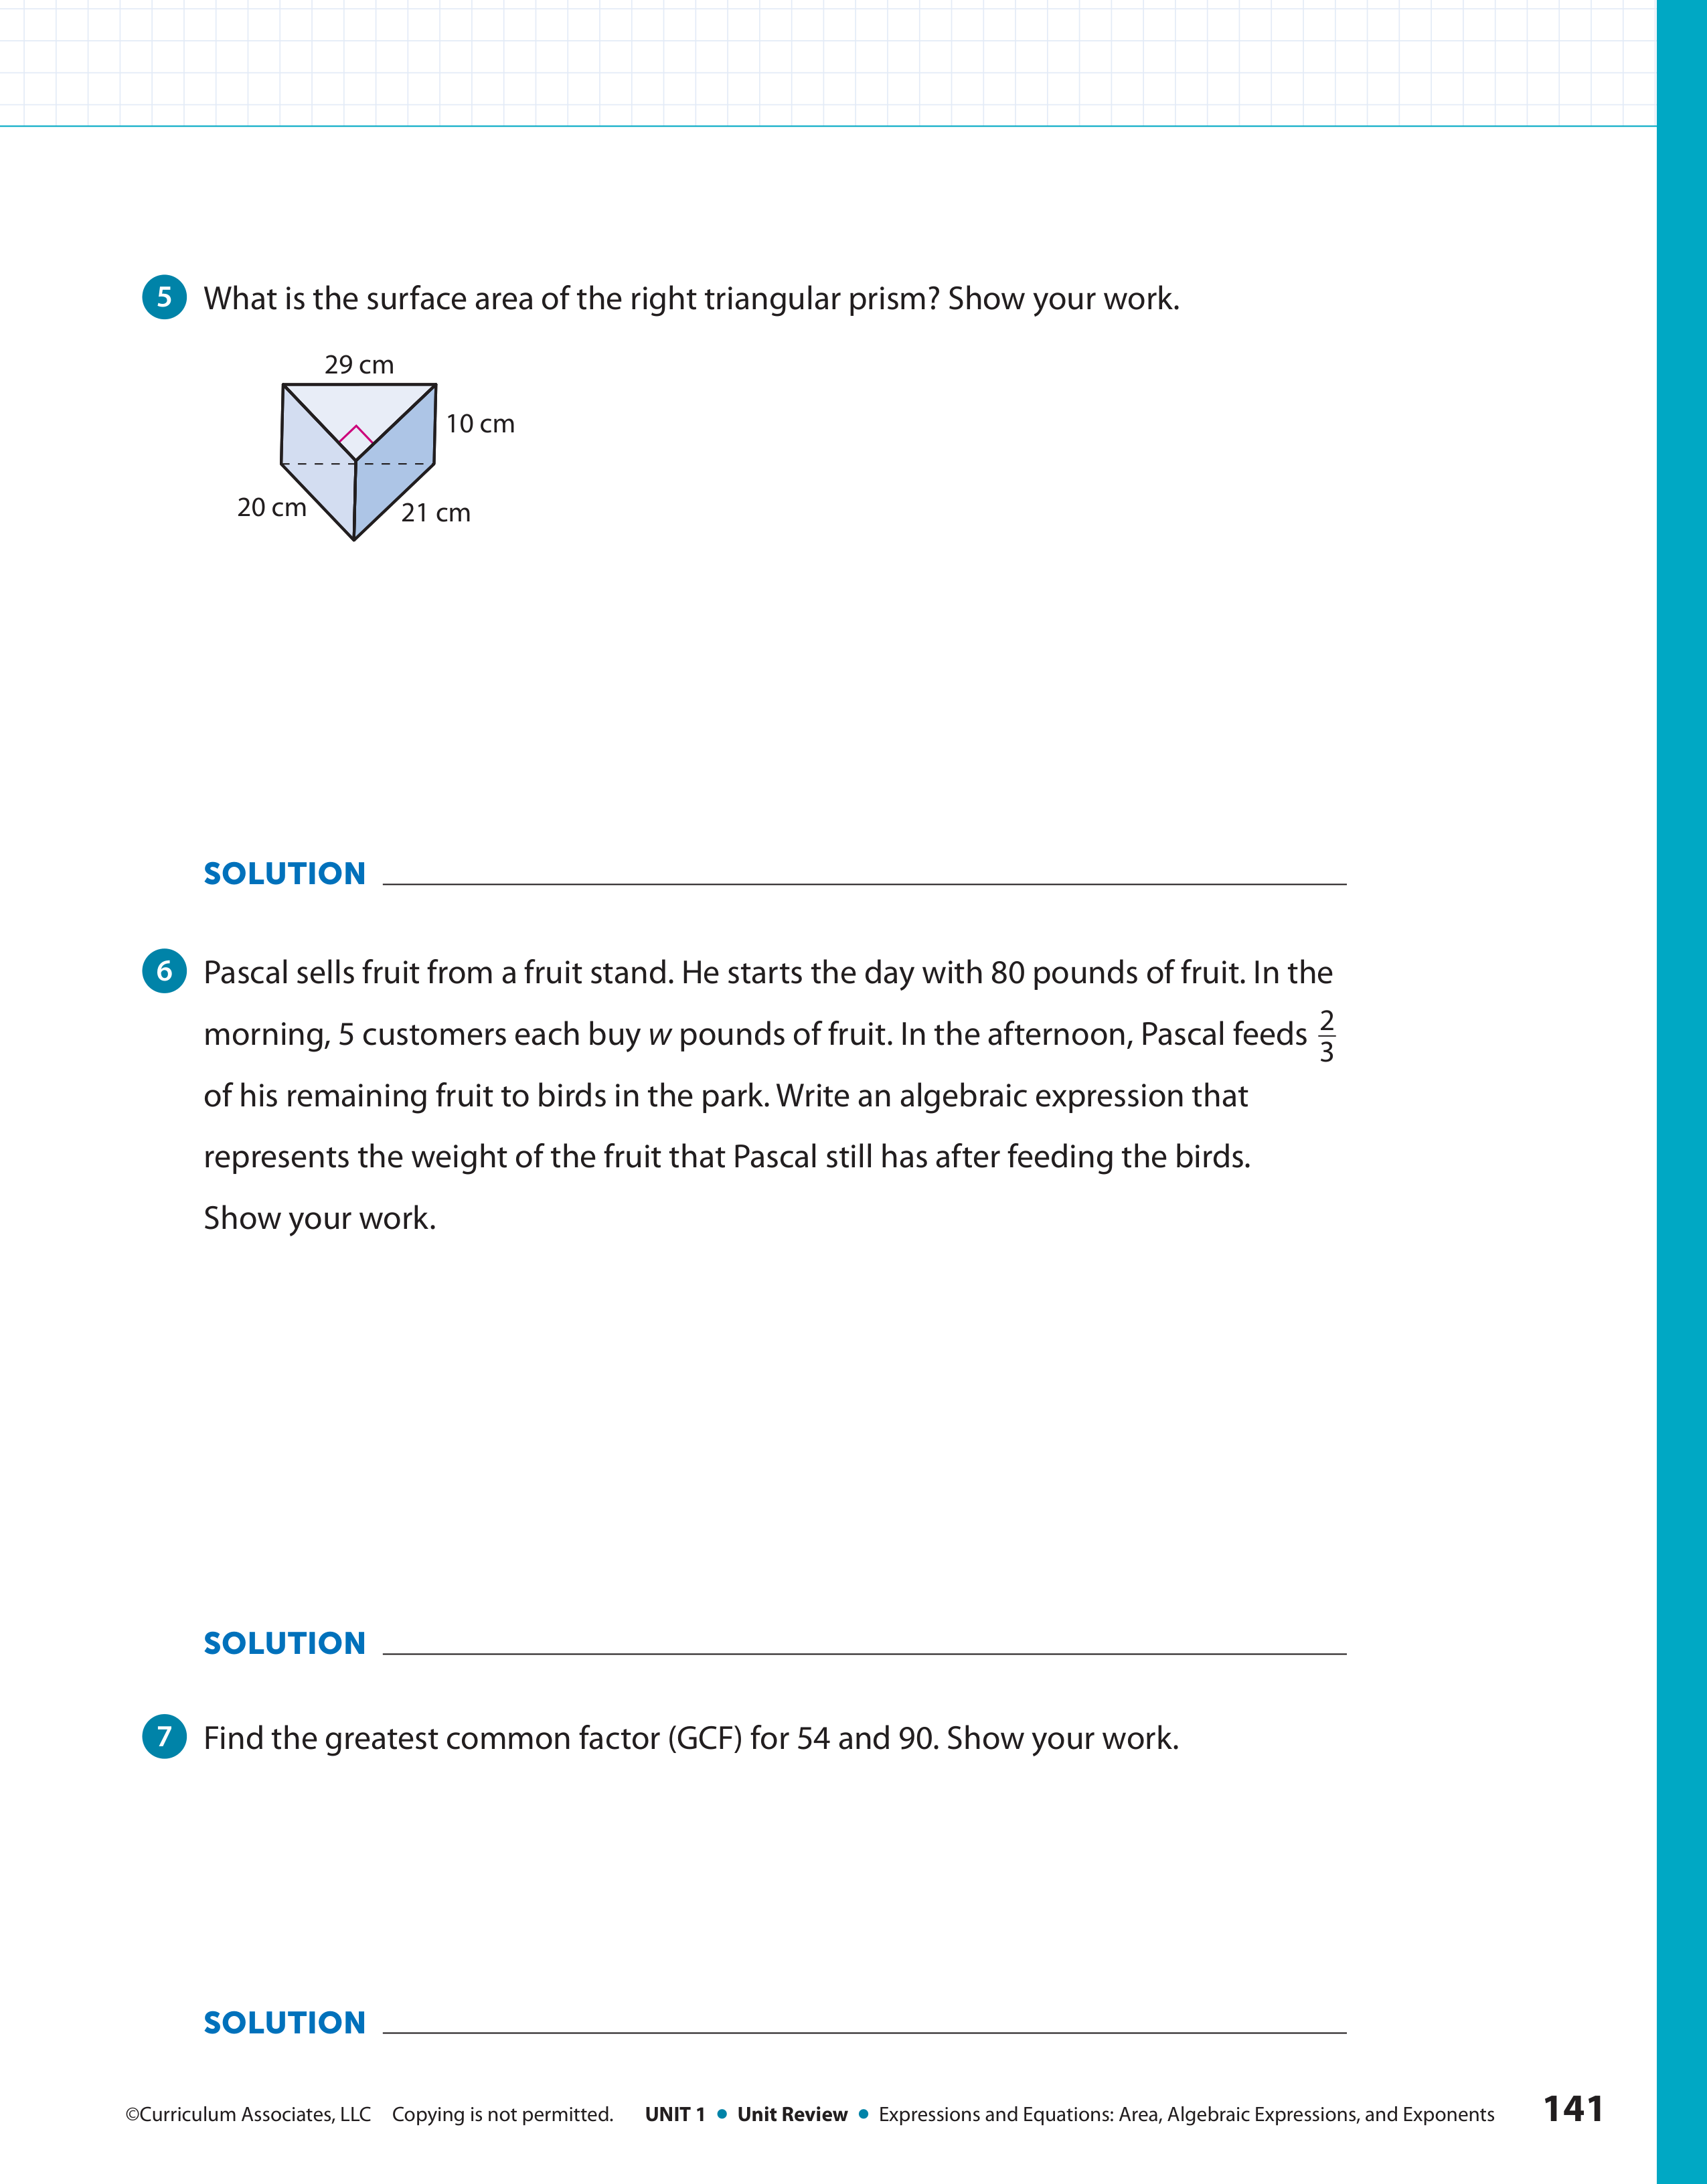 5 What is the surface area of the right triangular prism? Show your work.
29 cm
10 cm
20 cm
21 cm
SOLUTION
6 Pascal sells fruit from a fruit stand. He starts the day with 80 pounds of fruit. In the
morning, 5 customers each buy w pounds of fruit. In the afternoon, Pascal feeds 2/3
of his remaining fruit to birds in the park. Write an algebraic expression that
represents the weight of the fruit that Pascal still has after feeding the birds.
Show your work.
SOLUTION
7 Find the greatest common factor (GCF) for 54 and 90. Show your work.
SOLUTION
©Curriculum Associates, LLC Copying is not permitted. UNIT 1 • Unit Review • Expressions and Equations: Area, Algebraic Expressions, and Exponents 141